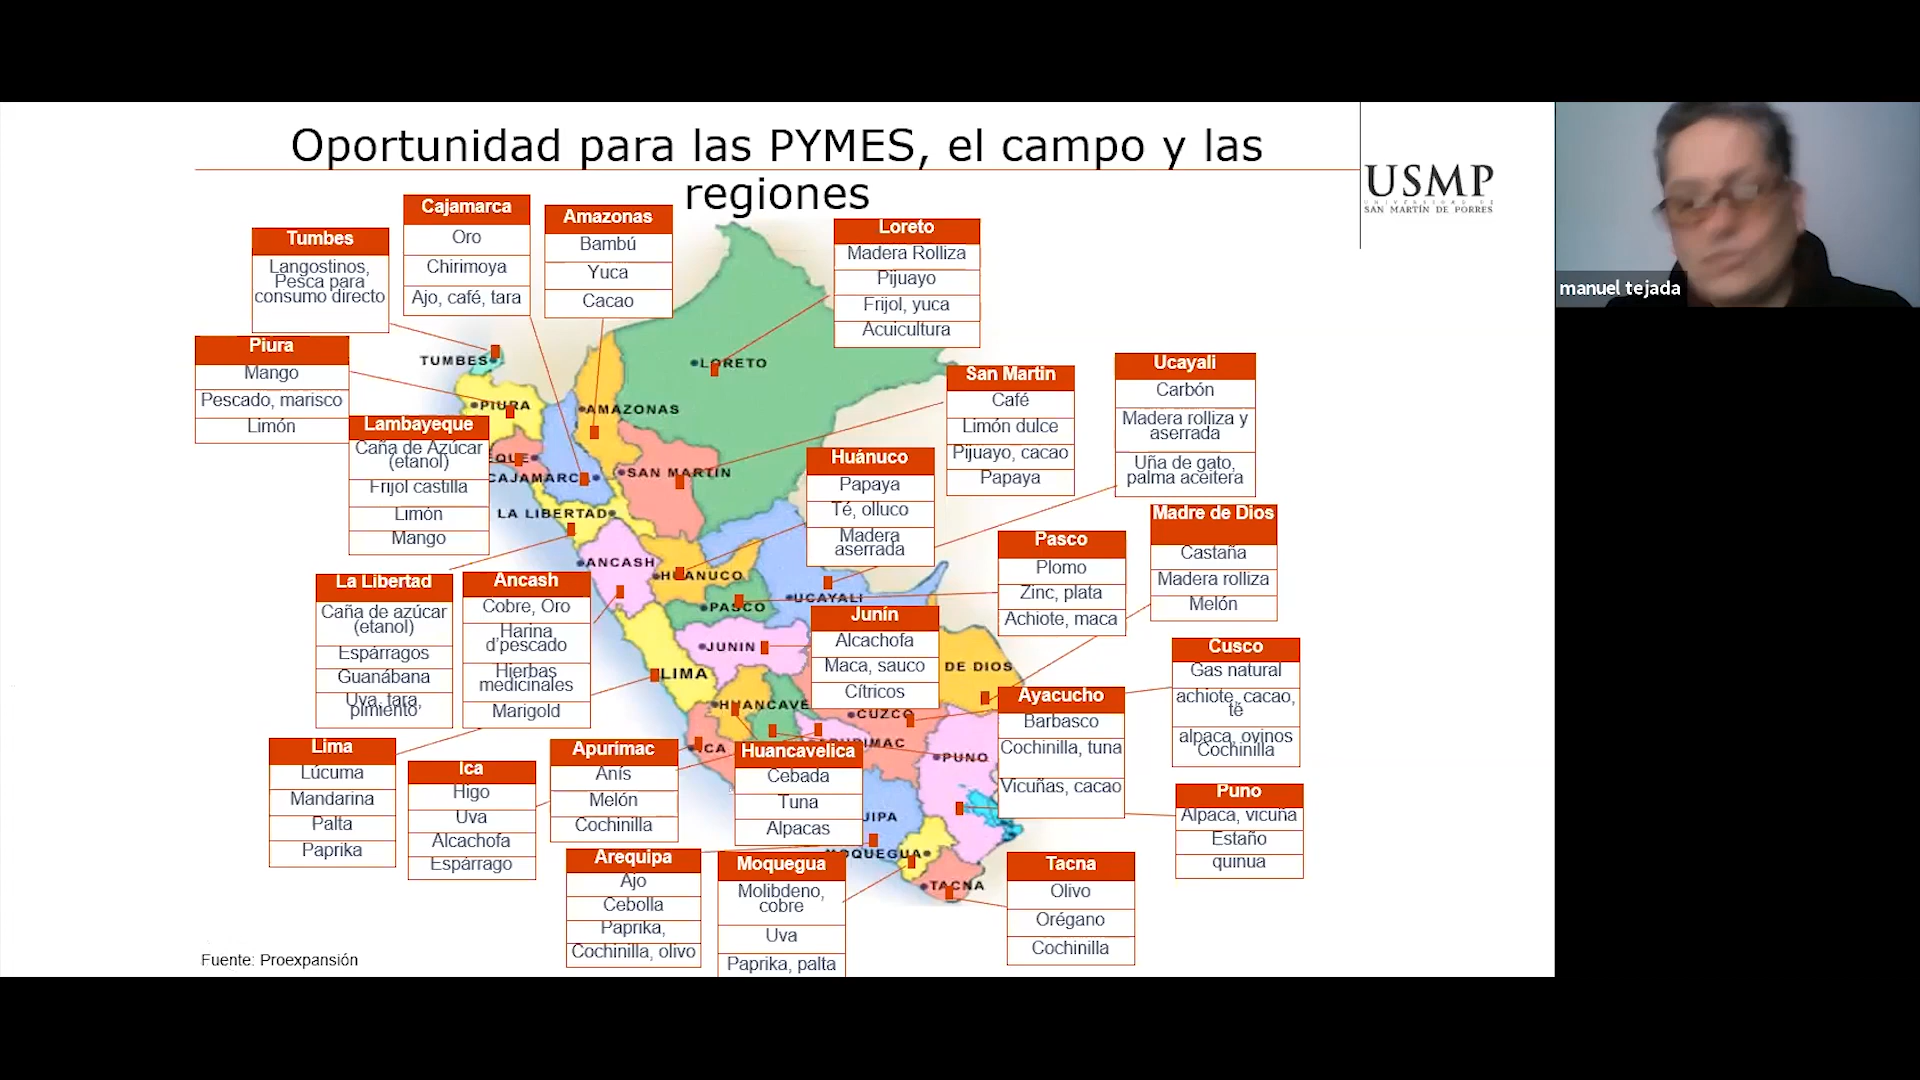 Oportunidad para las PYMES, el campo y las
regiones
USMP
UNIVERSIDAD DE
SAN MARTÍN DE PORRES
manuel tejada
Cajamarca
Oro
Chirimoya
Ajo, café, tara
Amazonas
Bambú
Yuca
Cacao
Loreto
Madera Rolliza
Pijuayo
Frijol, yuca
Acuicultura
Tumbes
Langostinos,
Pesca para
consumo directo
Piura
Mango
Pescado, marisco
Limón
Lambayeque
Caña de Azúcar
(etanol)
Frijol castilla
Limón
Mango
San Martin
Café
Limón dulce
Pijuayo, cacao
Papaya
Ucayali
Carbón
Madera rolliza y
aserrada
Uña de gato,
palma aceitera
Huánuco
Papaya
Té, olluco
Madera
aserrada
Madre de Dios
Castaña
Madera rolliza
Melón
Pasco
Plomo
Zinc, plata
Achiote, maca
La Libertad
Caña de azúcar
(etanol)
Espárragos
Guanábana
Uva, tara,
pimiento
Ancash
Cobre, Oro
Harina
d’pescado
Hierbas
medicinales
Marigold
Junín
Alcachofa
Maca, sauco
Cítricos
Cusco
Gas natural
achiote, cacao,
té
alpaca, ovinos
Cochinilla
Ayacucho
Barbasco
Cochinilla, tuna
Vicuñas, cacao
Lima
Lúcuma
Mandarina
Palta
Paprika
Ica
Higo
Uva
Alcachofa
Espárrago
Apurímac
Anís
Melón
Cochinilla
Huancavelica
Cebada
Tuna
Alpacas
Puno
Alpaca, vicuña
Estaño
quinua
Arequipa
Ajo
Cebolla
Paprika,
Cochinilla, olivo
Moquegua
Molibdeno,
cobre
Uva
Paprika, palta
Tacna
Olivo
Orégano
Cochinilla
TUMBES
LORETO
PIURA
AMAZONAS
QUE
CAJAMARC
SAN MARTIN
LA LIBERTAD
ANCASH
HUANUCO
UCAYALI
PASCO
JUNIN
LIMA
DE DIOS
HUANCAVE
CUZCO
ICA
IMAC
PUNO
UIPA
MOQUEGUA
TACNA
Fuente: Proexpansión